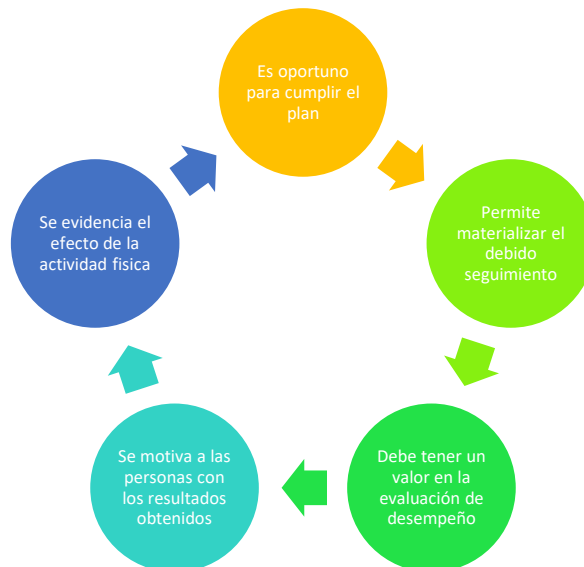 Es oportuno
para cumplir el
plan
Permite
materializar el
debido
seguimiento
Debe tener un
valor en la
evaluación de
desempeño
Se motiva a las
personas con
los resultados
obtenidos
Se evidencia el
efecto de la
actividad fisica